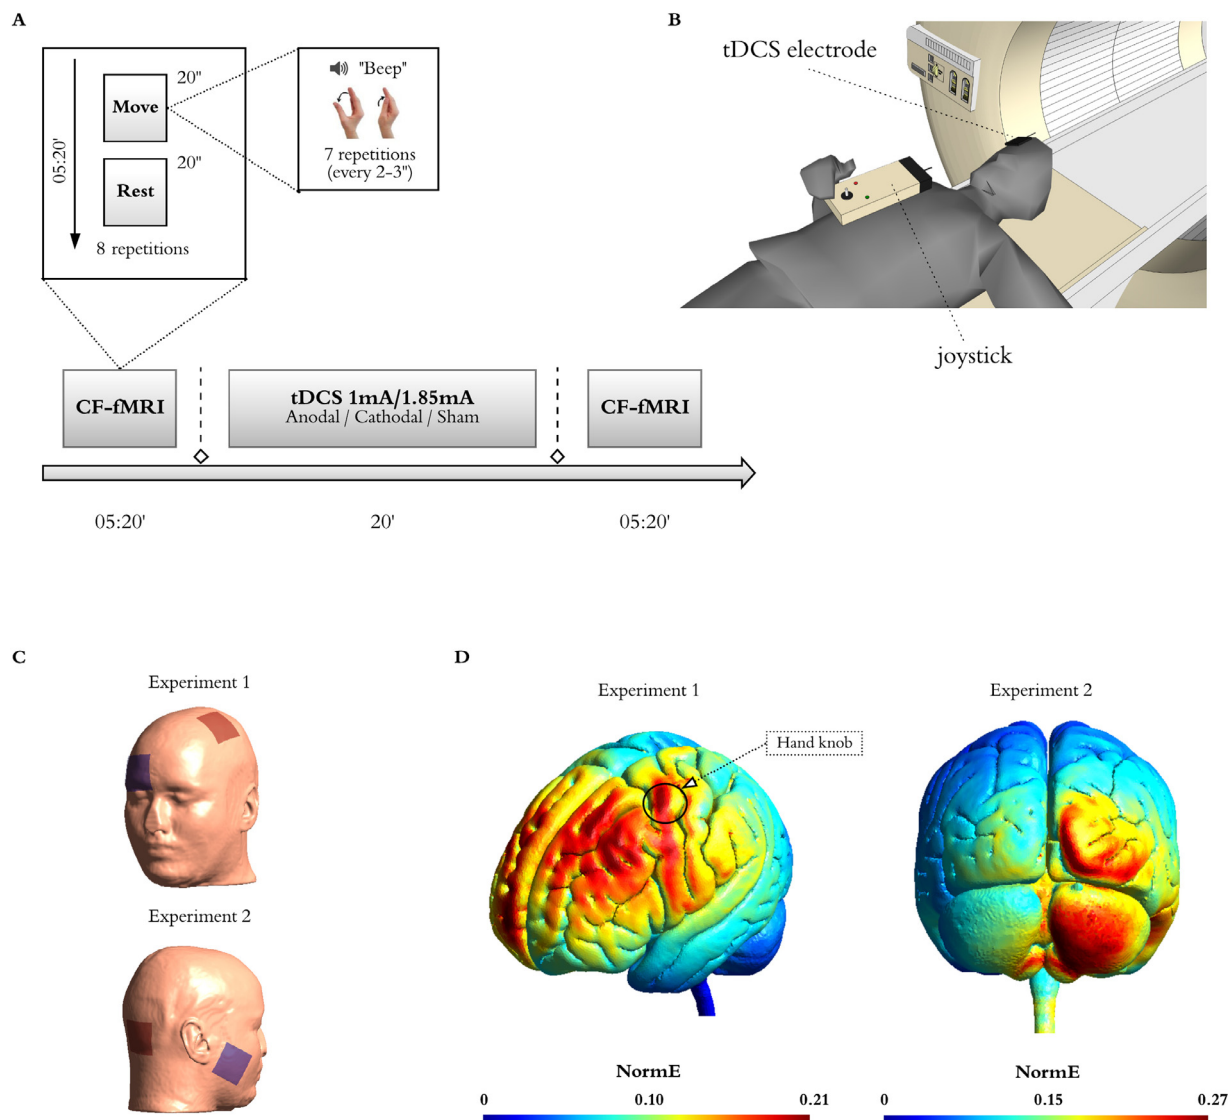 A
20"
Move
05:20'
20"
Rest
8 repetitions
"Beep"
7 repetitions
(every 2-3")
B
tDCS electrode
joystick
CF-fMRI
tDCS 1mA/1.85mA
Anodal / Cathodal / Sham
CF-fMRI
05:20'
20'
05:20'
C
Experiment 1
Experiment 2
D
Experiment 1
Experiment 2
Hand knob
NormE
0
0.10
0.21
NormE
0
0.15
0.27